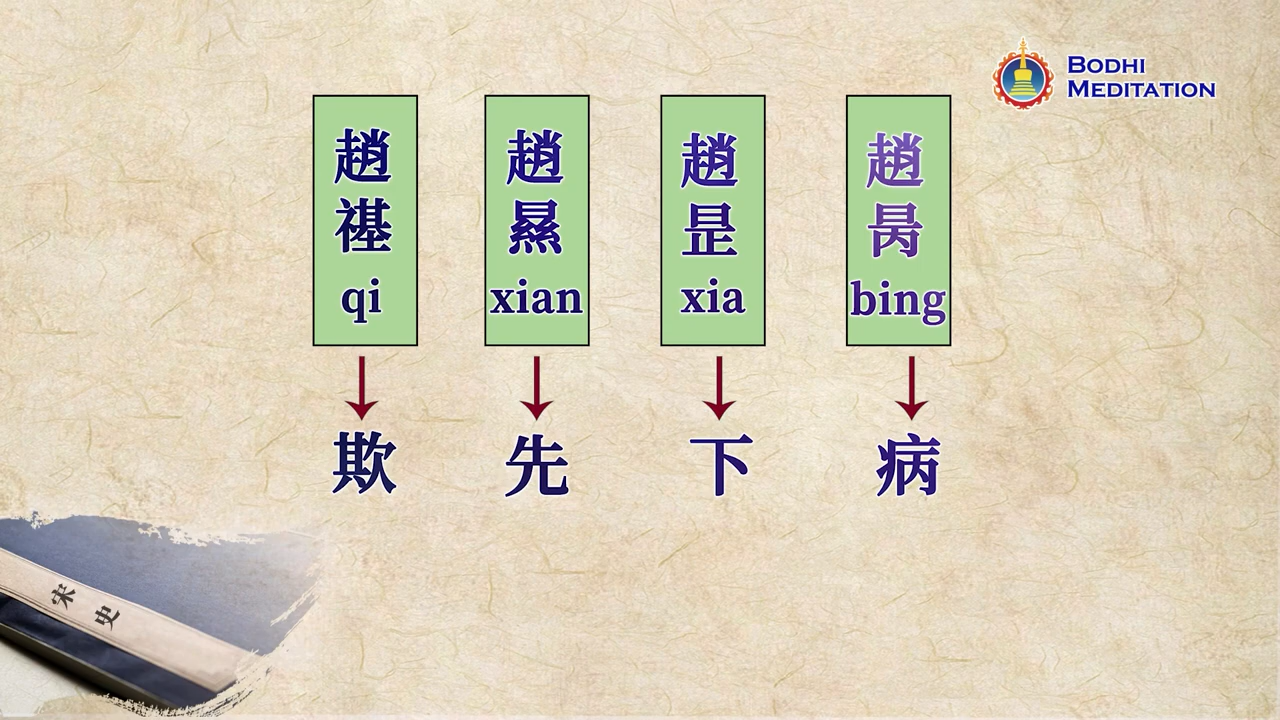 BODHI
MEDITATION
趙禥
qi
趙㬎
xian
趙昰
xia
趙昺
bing
欺
先
下
病
宋史